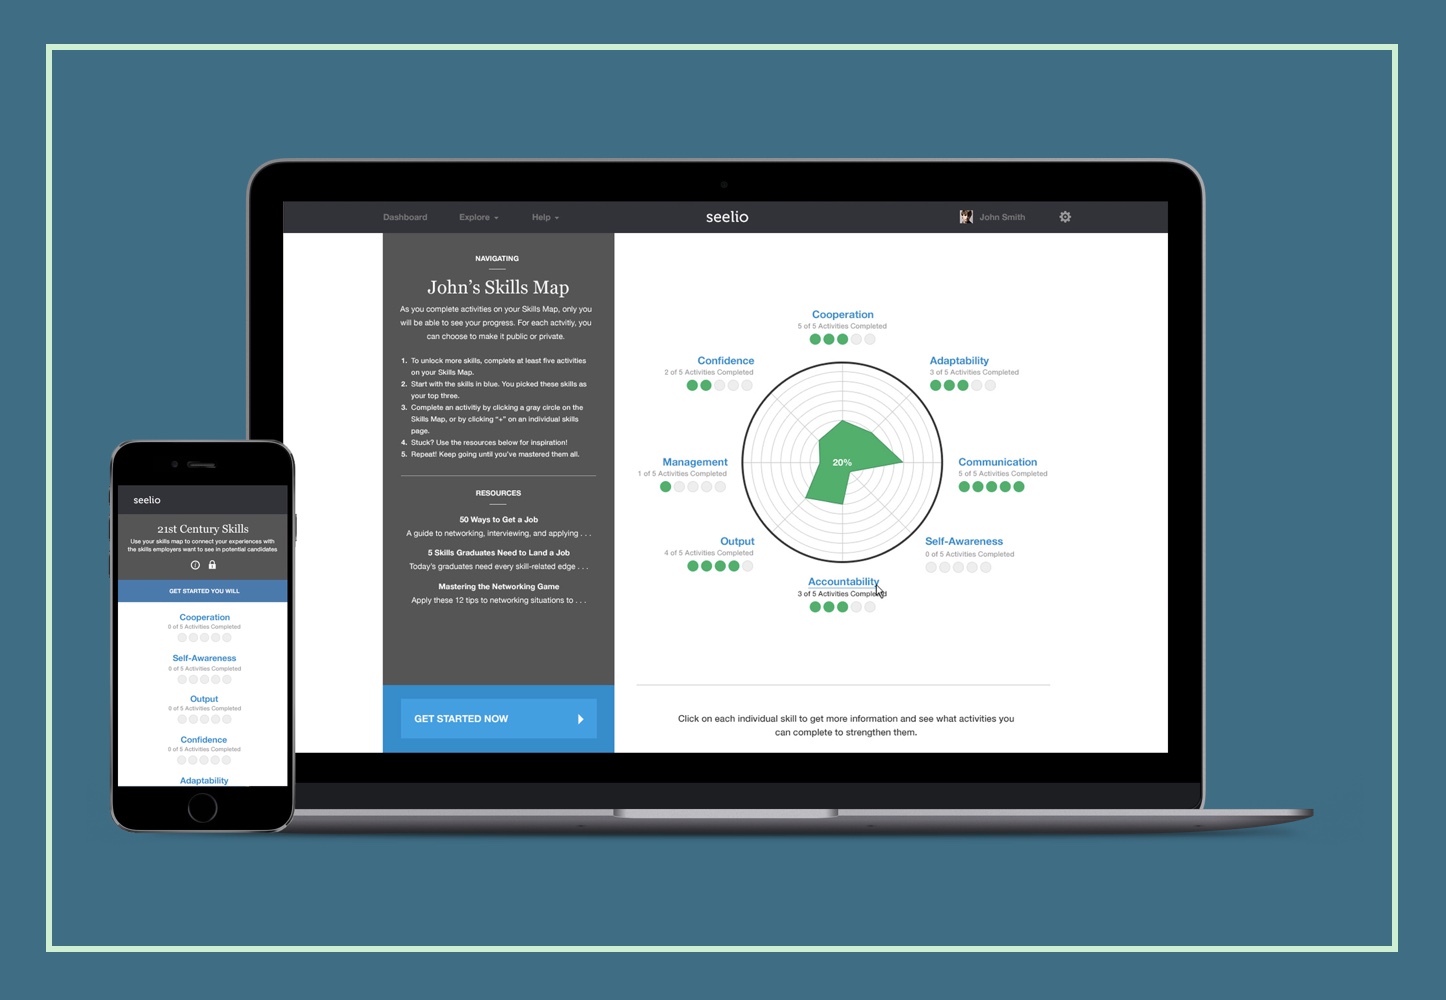 Dashboard
Explore
Help
seelio
John Smith
NAVIGATING
John’s Skills Map
As you complete activities on your Skills Map, only you
will be able to see your progress. For each activtiy, you
can choose to make it public or private.
1. To unlock more skills, complete at least five activities
on your Skills Map.
2. Start with the skills in blue. You picked these skills as
your top three.
3. Complete an activitiy by clicking a gray circle on the
Skills Map, or by clicking “+” on an individual skills
page.
4. Stuck? Use the resources below for inspiration!
5. Repeat! Keep going until you’ve mastered them all.
RESOURCES
50 Ways to Get a Job
A guide to networking, interviewing, and applying . . .
5 Skills Graduates Need to Land a Job
Today’s graduates need every skill-related edge . . .
Mastering the Networking Game
Apply these 12 tips to networking situations to . . .
GET STARTED NOW
Cooperation
5 of 5 Activities Completed
Confidence
2 of 5 Activities Completed
Adaptability
3 of 5 Activities Completed
Management
1 of 5 Activities Completed
20%
Communication
5 of 5 Activities Completed
Output
4 of 5 Activities Completed
Self-Awareness
0 of 5 Activities Completed
Accountability
3 of 5 Activities Completed
Click on each individual skill to get more information and see what activities you
can complete to strengthen them.
seelio
21st Century Skills
Use your skills map to connect your experiences with
the skills employers want to see in potential candidates
GET STARTED YOU WILL
Cooperation
0 of 5 Activities Completed
Self-Awareness
0 of 5 Activities Completed
Output
0 of 5 Activities Completed
Confidence
0 of 5 Activities Completed
Adaptability